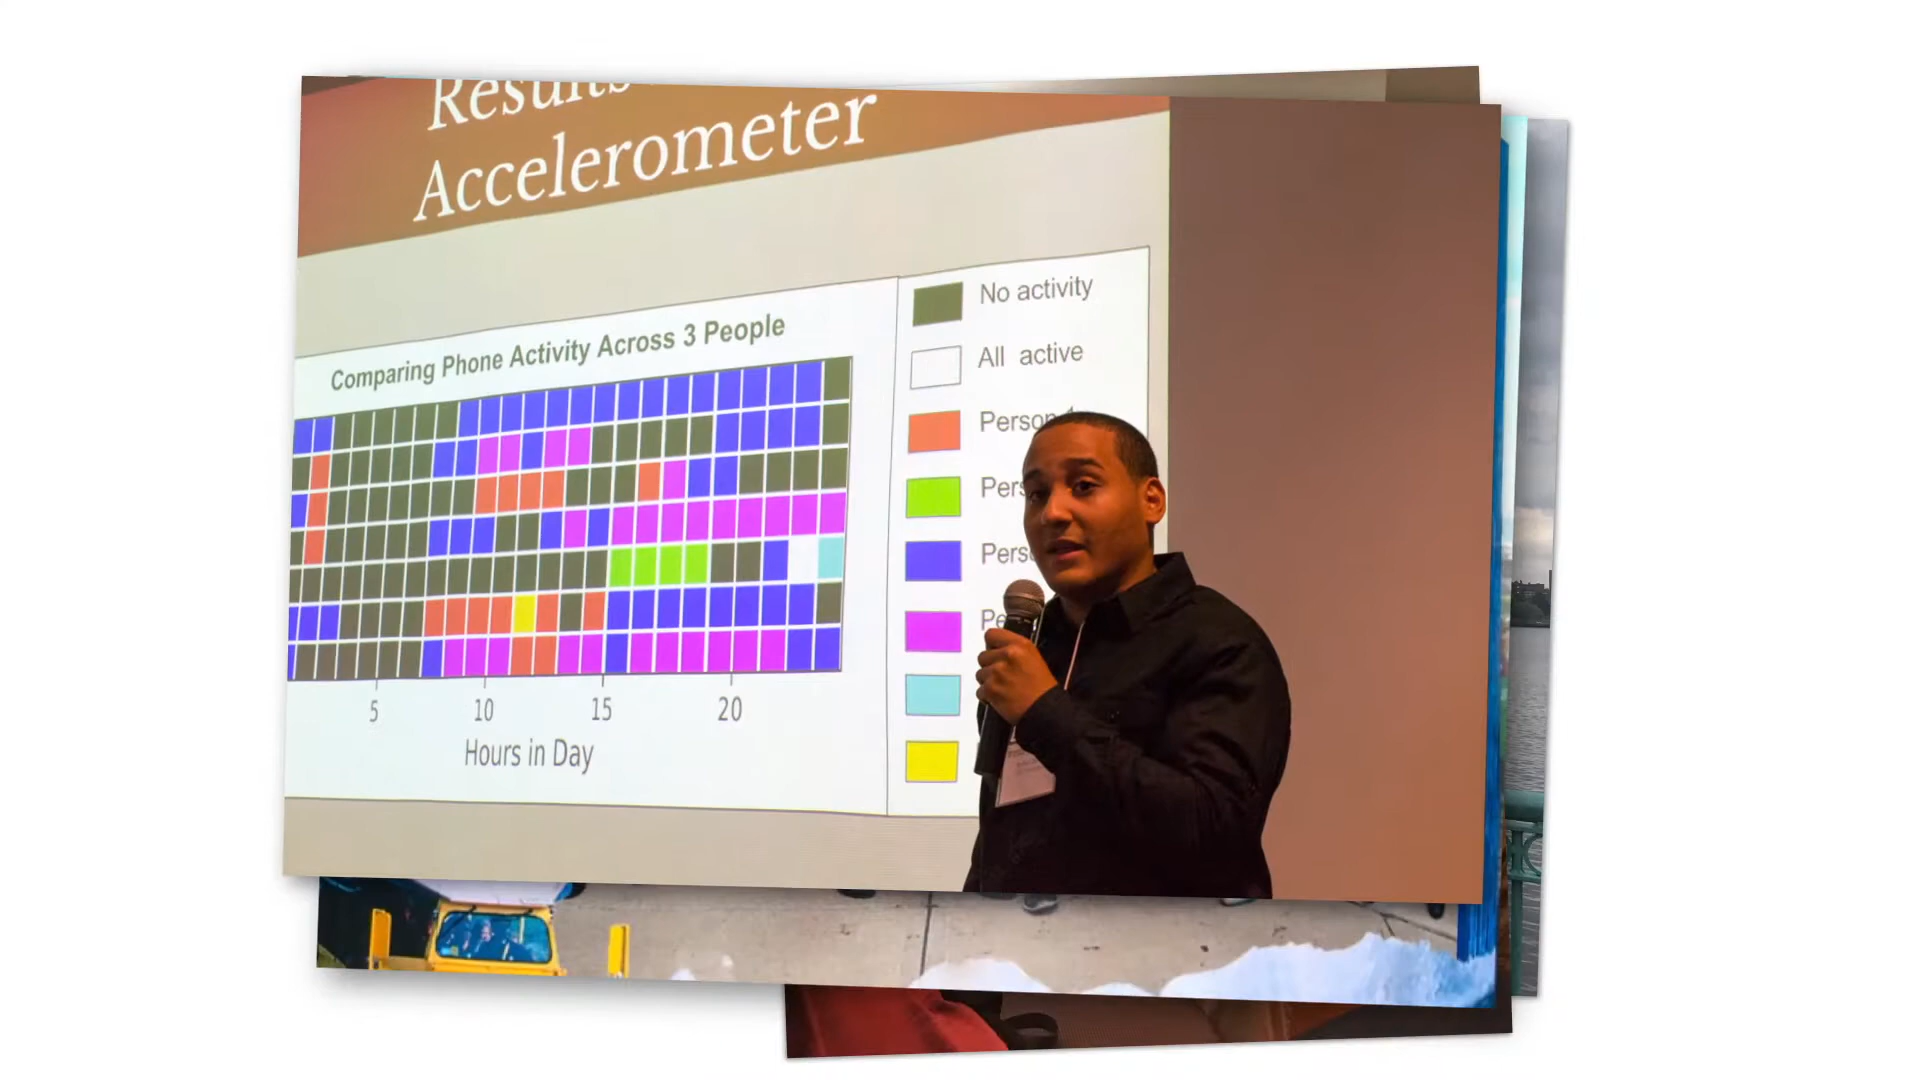 Results
Accelerometer
Comparing Phone Activity Across 3 People
5 10 15 20
Hours in Day
No activity
All active
Person 1
Pers
Perso
Pe